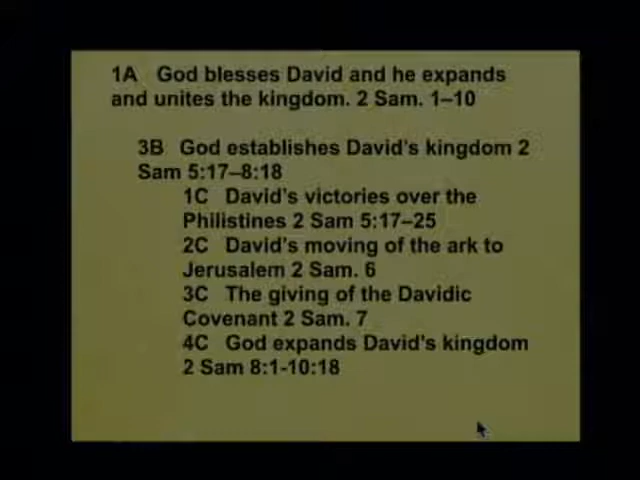 1A God blesses David and he expands
and unites the kingdom. 2 Sam. 1–10
3B God establishes David's kingdom 2
Sam 5:17–8:18
1C David's victories over the
Philistines 2 Sam 5:17–25
2C David's moving of the ark to
Jerusalem 2 Sam. 6
3C The giving of the Davidic
Covenant 2 Sam. 7
4C God expands David's kingdom
2 Sam 8:1-10:18